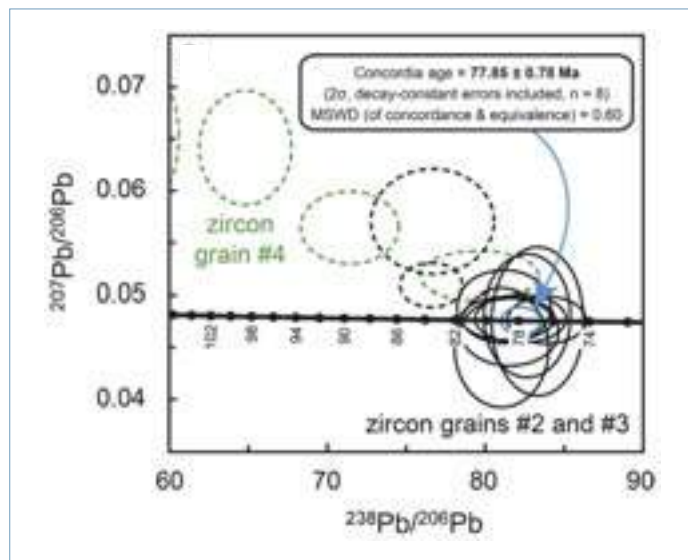 Concordia age = 77.85 ± 0.78 Ma
(2σ, decay-constant errors included, n = 8)
MSWD (of concordance & equivalence) = 0.60
0.07
0.06
0.05
0.04
207Pb/206Pb
zircon
grain #4
102
98
94
90
86
82
78
74
zircon grains #2 and #3
60
70
80
90
238Pb/206Pb